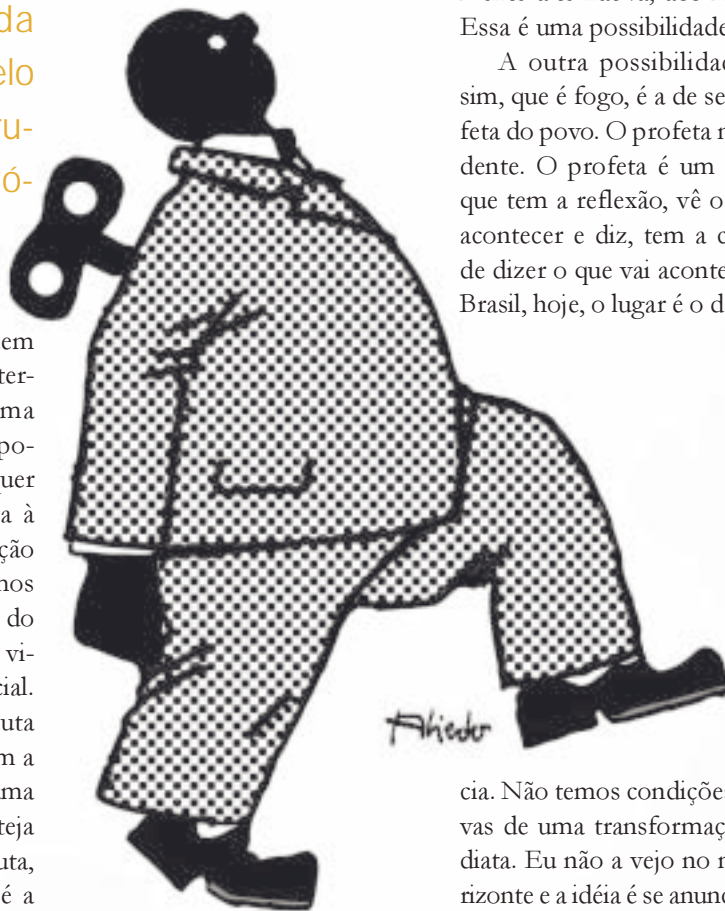 da
elo
ru-
ó-
em
ter-
ma
po-
uer
a à
ção
nos
do
vi-
cial.
uta
m a
ma
teja
uta,
é a
Essa é uma possibilidade
A outra possibilidad
sim, que é fogo, é a de se
feta do povo. O profeta n
dente. O profeta é um
que tem a reflexão, vê o
acontecer e diz, tem a c
de dizer o que vai aconte
Brasil, hoje, o lugar é o d
cia. Não temos condiçõe
vas de uma transformaç
diata. Eu não a vejo no
rizonte e a idéia é se anun